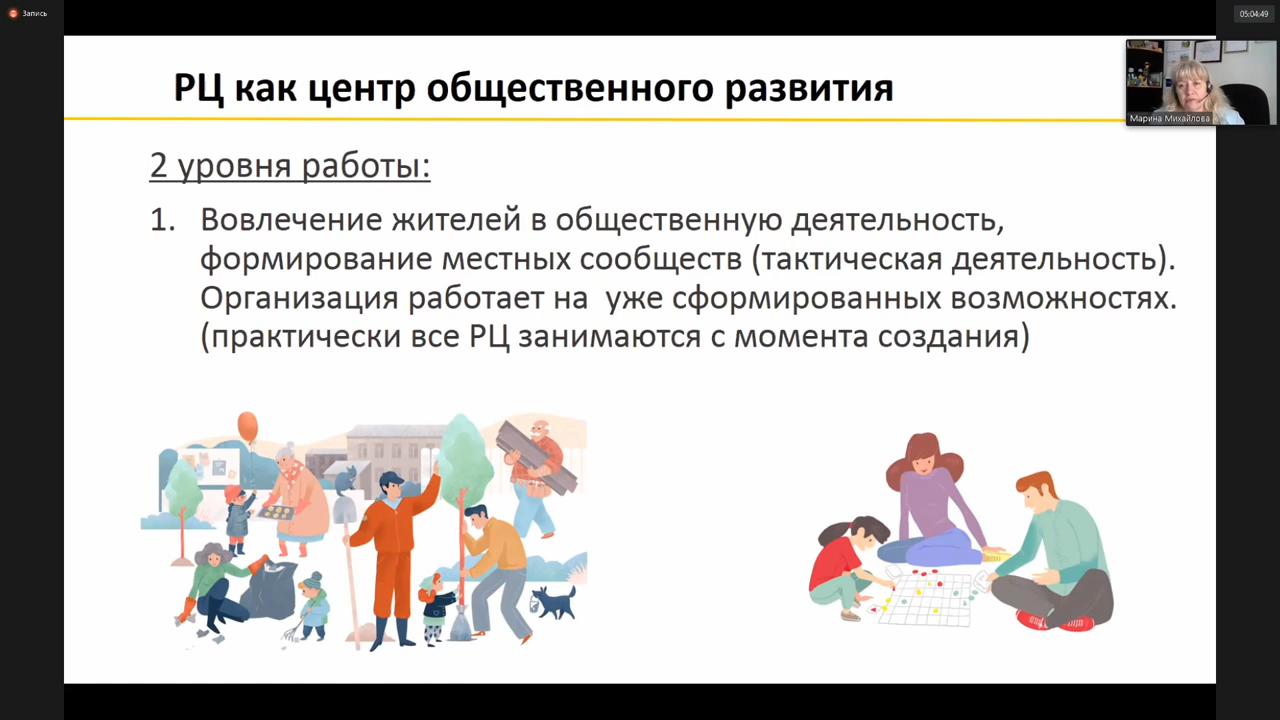 Запись
05:04:49
РЦ как центр общественного развития
Марина Михайлова
2 уровня работы:
1. Вовлечение жителей в общественную деятельность,
формирование местных сообществ (тактическая деятельность).
Организация работает на  уже сформированных возможностях.
(практически все РЦ занимаются с момента создания)